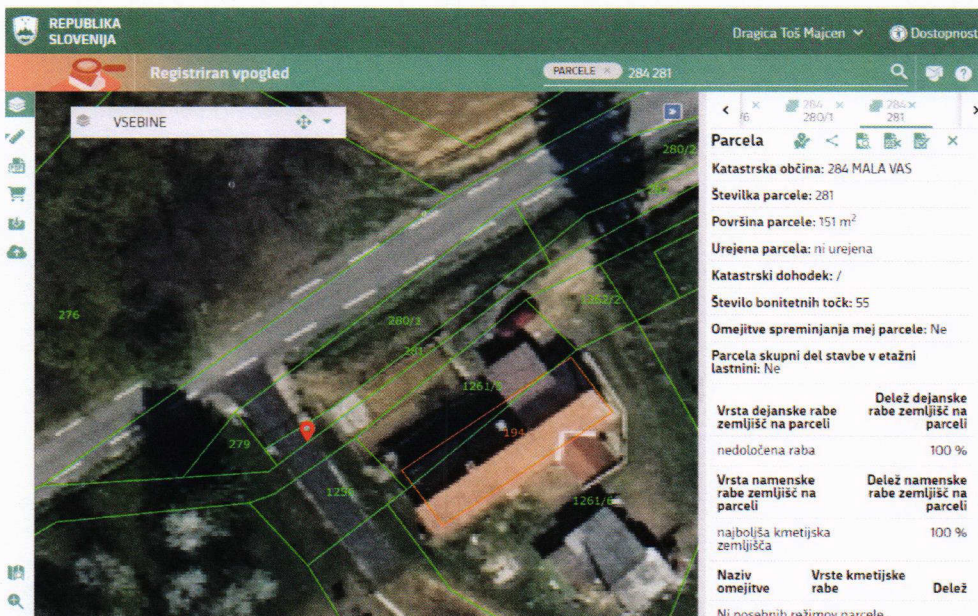 REPUBLIKA
SLOVENIJA
Dragica Toš Majcen
Dostopnost
Registriran vpogled
PARCELE ×
284 281
VSEBINE
/6
284 ×
280/1
284 ×
281
Parcela
Katastrska občina: 284 MALA VAS
Številka parcele: 281
Površina parcele: 151 m²
Urejena parcela: ni urejena
Katastrski dohodek: /
Število bonitetnih točk: 55
Omejitve spreminjanja mej parcele: Ne
Parcela skupni del stavbe v etažni
lastnini: Ne
Vrsta dejanske rabe
zemljišč na parceli
Delež dejanske
rabe zemljišč na
parceli
nedoločena raba
100 %
Vrsta namenske
rabe zemljišč na
parceli
Delež namenske
rabe zemljišč na
parceli
najboljša kmetijska
zemljišča
100 %
Naziv
omejitve
Vrste kmetijske
rabe
Delež
Ni posebnih režimov parcele
280/2
276
1262/2
281
279
194
1261/6